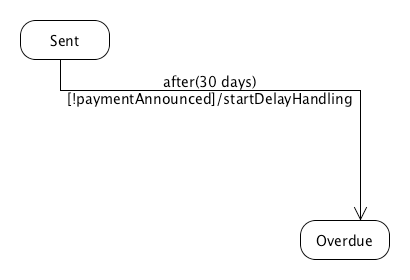 Sent
after(30 days)
[!paymentAnnounced]/startDelayHandling
Overdue